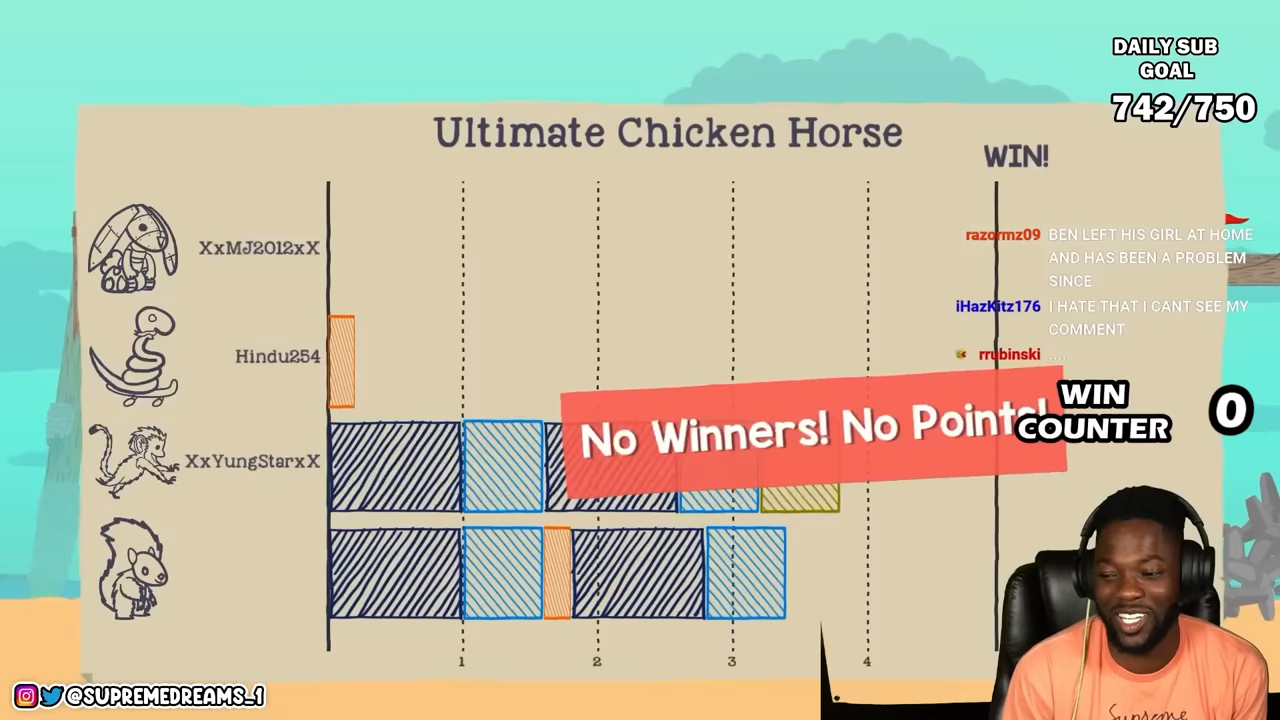 DAILY SUB
GOAL
742/750
Ultimate Chicken Horse
WIN!
XxMJ2012xX
razormz09 BEN LEFT HIS GIRL AT HOME
AND HAS BEEN A PROBLEM
SINCE
iHazKitz176 I HATE THAT I CANT SEE MY
COMMENT
rrubinski ....
Hindu254
No Winners! No Points!
WIN
COUNTER
0
XxYungStarxX
1 2 3 4
@SUPREMEDREAMS_1
Supreme